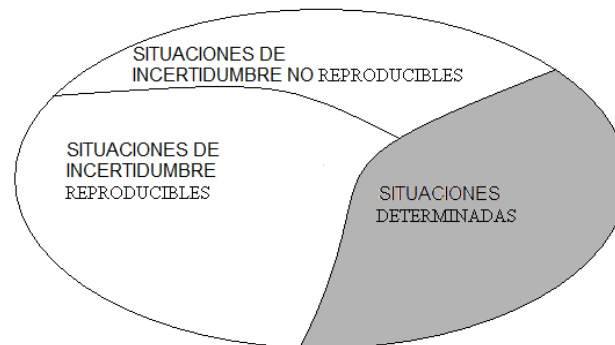 SITUACIONES DE
INCERTIDUMBRE NO REPRODUCIBLES
SITUACIONES DE
INCERTIDUMBRE
REPRODUCIBLES
SITUACIONES
DETERMINADAS